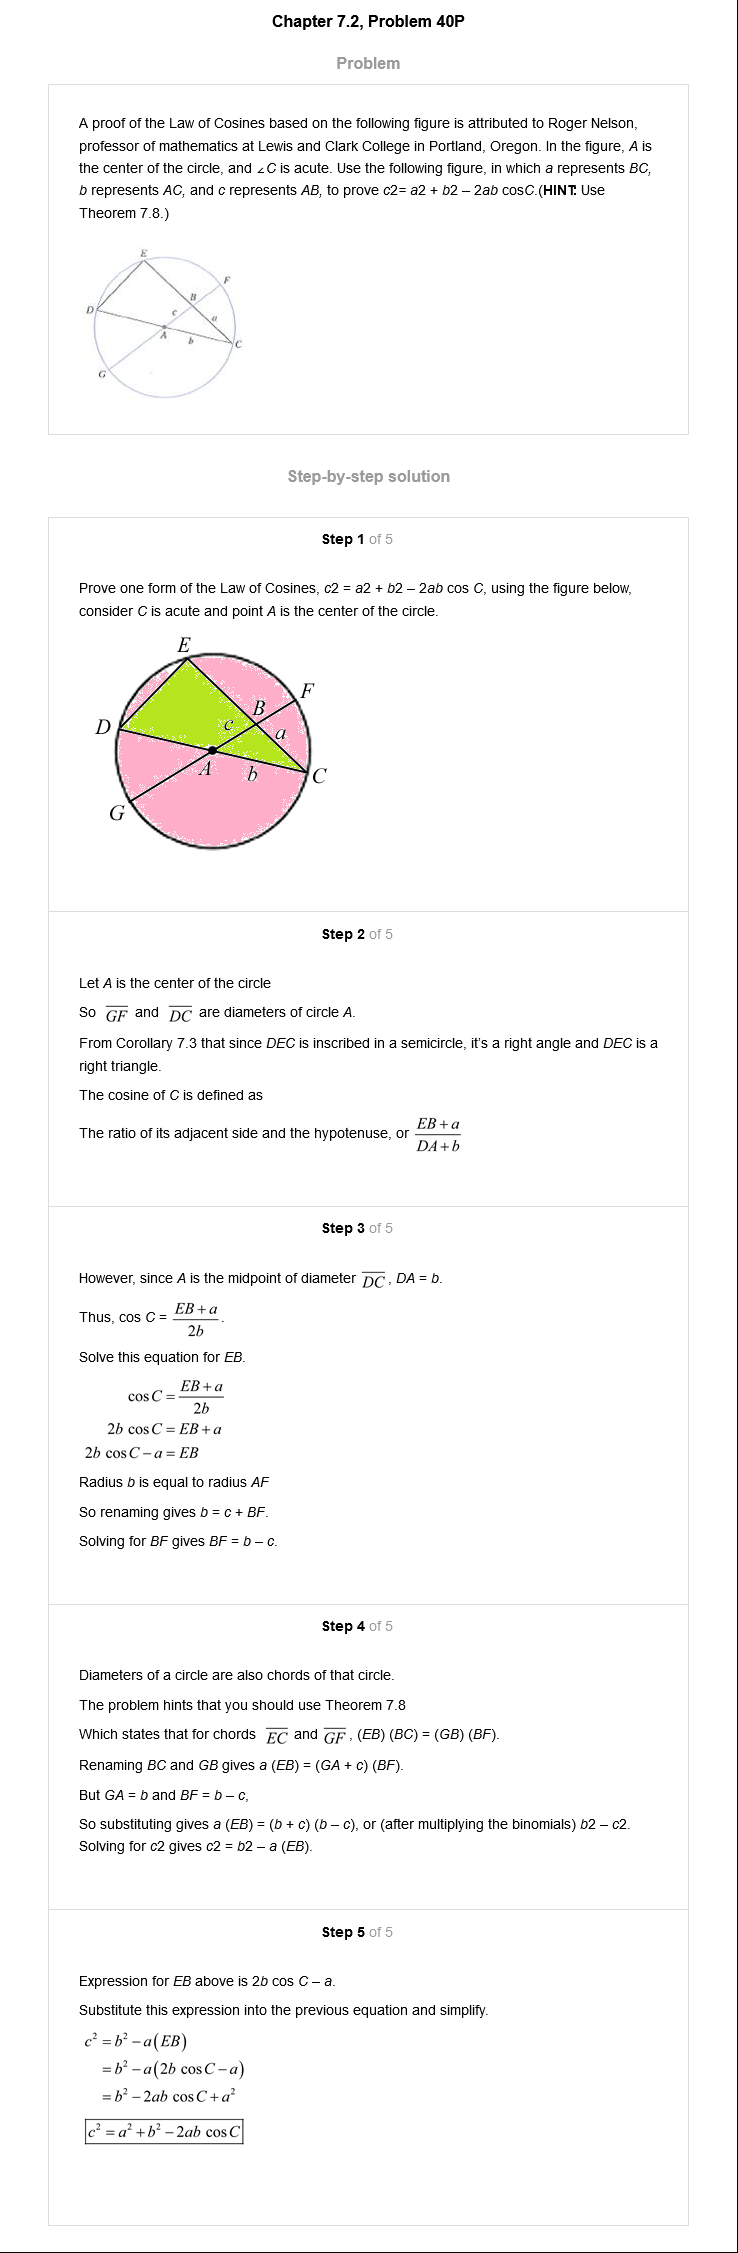 Chapter 7.2, Problem 40P
Problem
A proof of the Law of Cosines based on the following figure is attributed to Roger Nelson,
professor of mathematics at Lewis and Clark College in Portland, Oregon. In the figure, A is
the center of the circle, and ∠C is acute. Use the following figure, in which a represents BC,
b represents AC, and c represents AB, to prove c2= a2 + b2 – 2ab cosC.(HINT: Use
Theorem 7.8.)
E
F
B
D
c
a
A
b
C
G
Step-by-step solution
Step 1 of 5
Prove one form of the Law of Cosines, c2 = a2 + b2 – 2ab cos C, using the figure below,
consider C is acute and point A is the center of the circle.
E
F
B
D
c
a
A
b
C
G
Step 2 of 5
Let A is the center of the circle
So \overline{GF} and \overline{DC} are diameters of circle A.
From Corollary 7.3 that since DEC is inscribed in a semicircle, it's a right angle and DEC is a
right triangle.
The cosine of C is defined as
The ratio of its adjacent side and the hypotenuse, or \frac{EB+a}{DA+b}
Step 3 of 5
However, since A is the midpoint of diameter \overline{DC}, DA = b.
Thus, cos C = \frac{EB+a}{2b}.
Solve this equation for EB.
cos C = \frac{EB+a}{2b}
2b cos C = EB + a
2b cos C – a = EB
Radius b is equal to radius AF
So renaming gives b = c + BF.
Solving for BF gives BF = b – c.
Step 4 of 5
Diameters of a circle are also chords of that circle.
The problem hints that you should use Theorem 7.8
Which states that for chords \overline{EC} and \overline{GF}, (EB) (BC) = (GB) (BF).
Renaming BC and GB gives a (EB) = (GA + c) (BF).
But GA = b and BF = b – c,
So substituting gives a (EB) = (b + c) (b – c), or (after multiplying the binomials) b2 – c2.
Solving for c2 gives c2 = b2 – a (EB).
Step 5 of 5
Expression for EB above is 2b cos C – a.
Substitute this expression into the previous equation and simplify.
c² = b² – a(EB)
= b² – a(2b cos C – a)
= b² – 2ab cos C + a²
c² = a² + b² – 2ab cos C